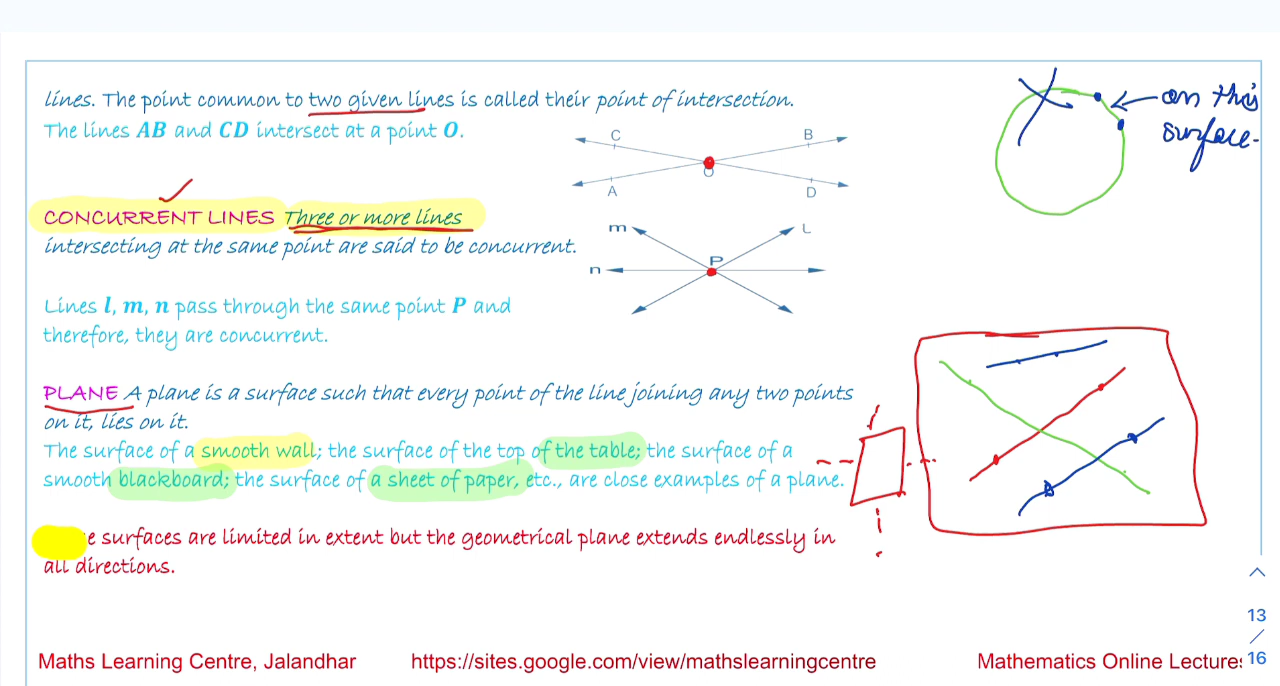 lines. The point common to two given lines is called their point of intersection.
The lines AB and CD intersect at a point O.
C
B
O
A
D
on this
surface.
CONCURRENT LINES Three or more lines
intersecting at the same point are said to be concurrent.
m
L
P
n
Lines l, m, n pass through the same point P and
therefore, they are concurrent.
PLANE A plane is a surface such that every point of the line joining any two points
on it, lies on it.
The surface of a smooth wall; the surface of the top of the table; the surface of a
smooth blackboard; the surface of a sheet of paper, etc., are close examples of a plane.
surfaces are limited in extent but the geometrical plane extends endlessly in
all directions.
13
/
16
Maths Learning Centre, Jalandhar https://sites.google.com/view/mathslearningcentre Mathematics Online Lectures